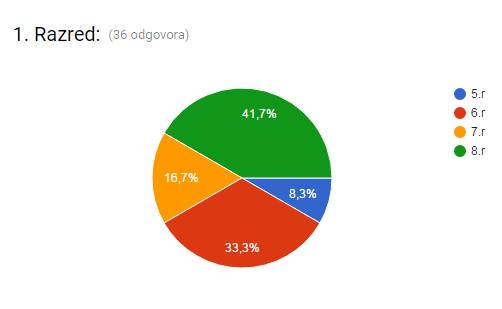 1. Razred: (36 odgovora)
5.r
6.r
7.r
8.r
41,7%
16,7%
8,3%
33,3%